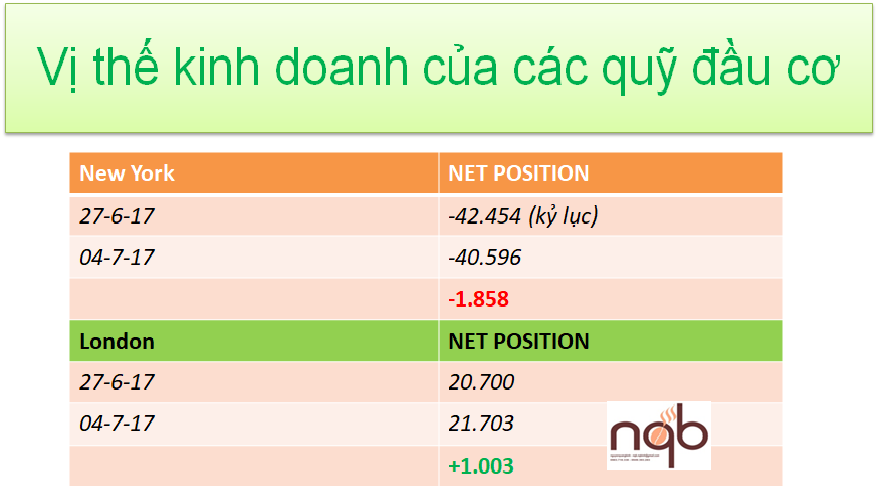 Vị thế kinh doanh của các quỹ đầu cơ
New York NET POSITION
27-6-17 -42.454 (kỷ lục)
04-7-17 -40.596
-1.858
London NET POSITION
27-6-17 20.700
04-7-17 21.703
+1.003
nqb